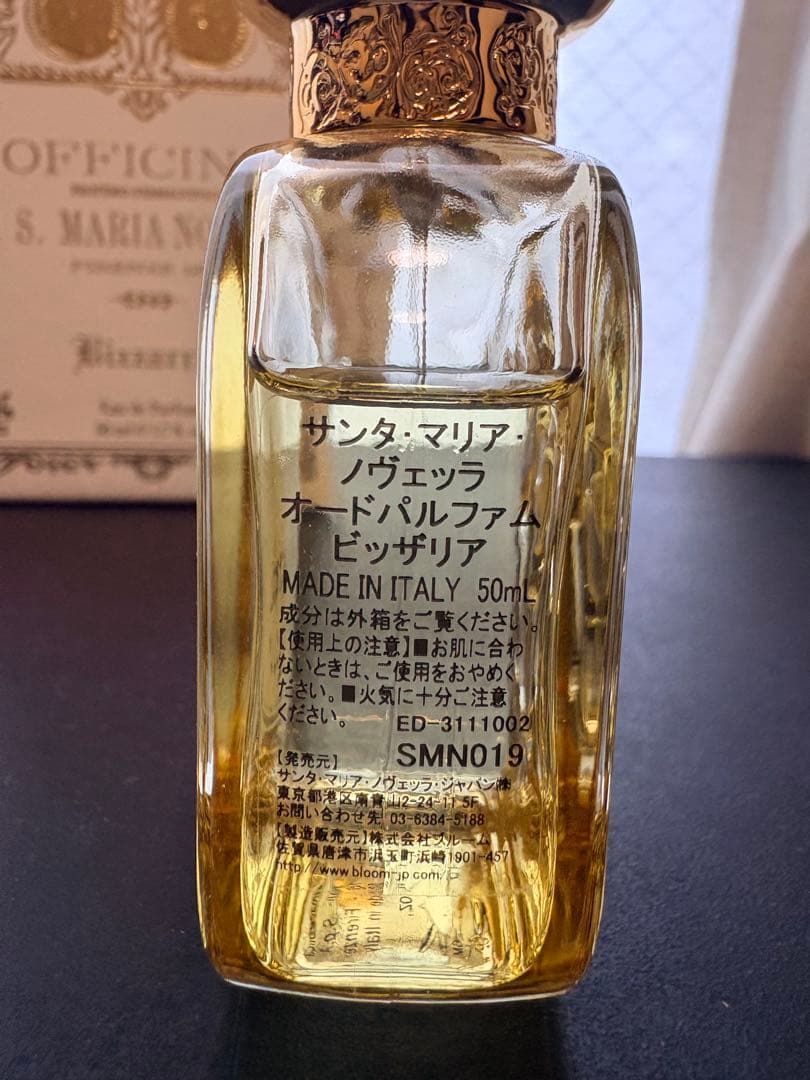 OFFICIN
S. MARIA NO
Bizzarr
Eau de Parfu
サンタ・マリア・
ノヴェッラ
オードパルファム
ビッザリア
MADE IN ITALY 50mL
成分は外箱をご覧ください。
【使用上の注意】■お肌に合わ
ないときは、ご使用をおやめく
ださい。■火気に十分ご注意
ください。 ED-3111002
SMN019
【発売元】
サンタ・マリア・ノヴェッラ・ジャパン㈱
東京都港区南青山2-24-11 5F
お問い合わせ先 03-6384-5188
【製造販売元】株式会社ブルーム
佐賀県唐津市浜玉町浜崎1901-457
http://www.bloom-jp.com/